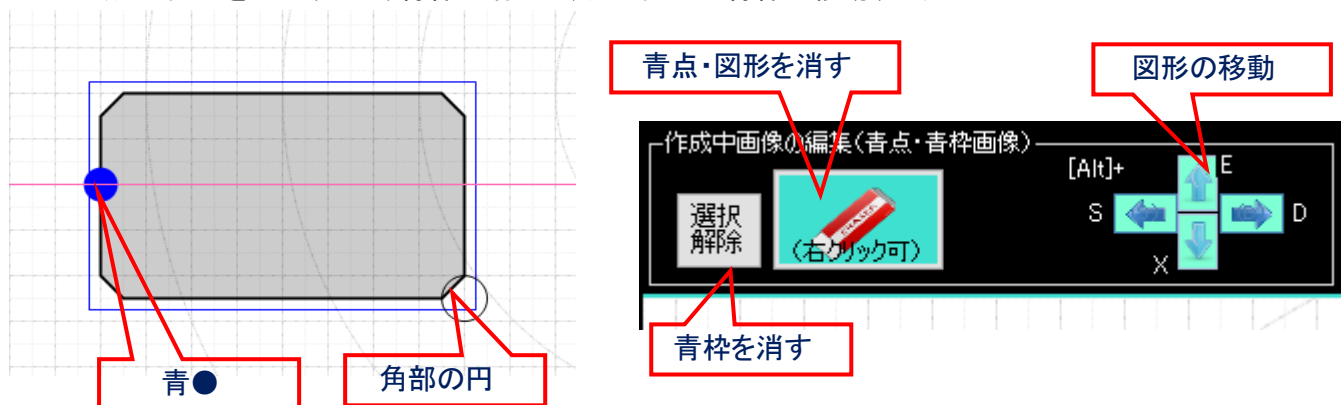 青点・図形を消す
図形の移動
作成中画像の編集(青点・青枠画像)
[Alt]+
E
S
D
X
選択
解除
ERASER
(右クリック可)
青枠を消す
角部の円
青●